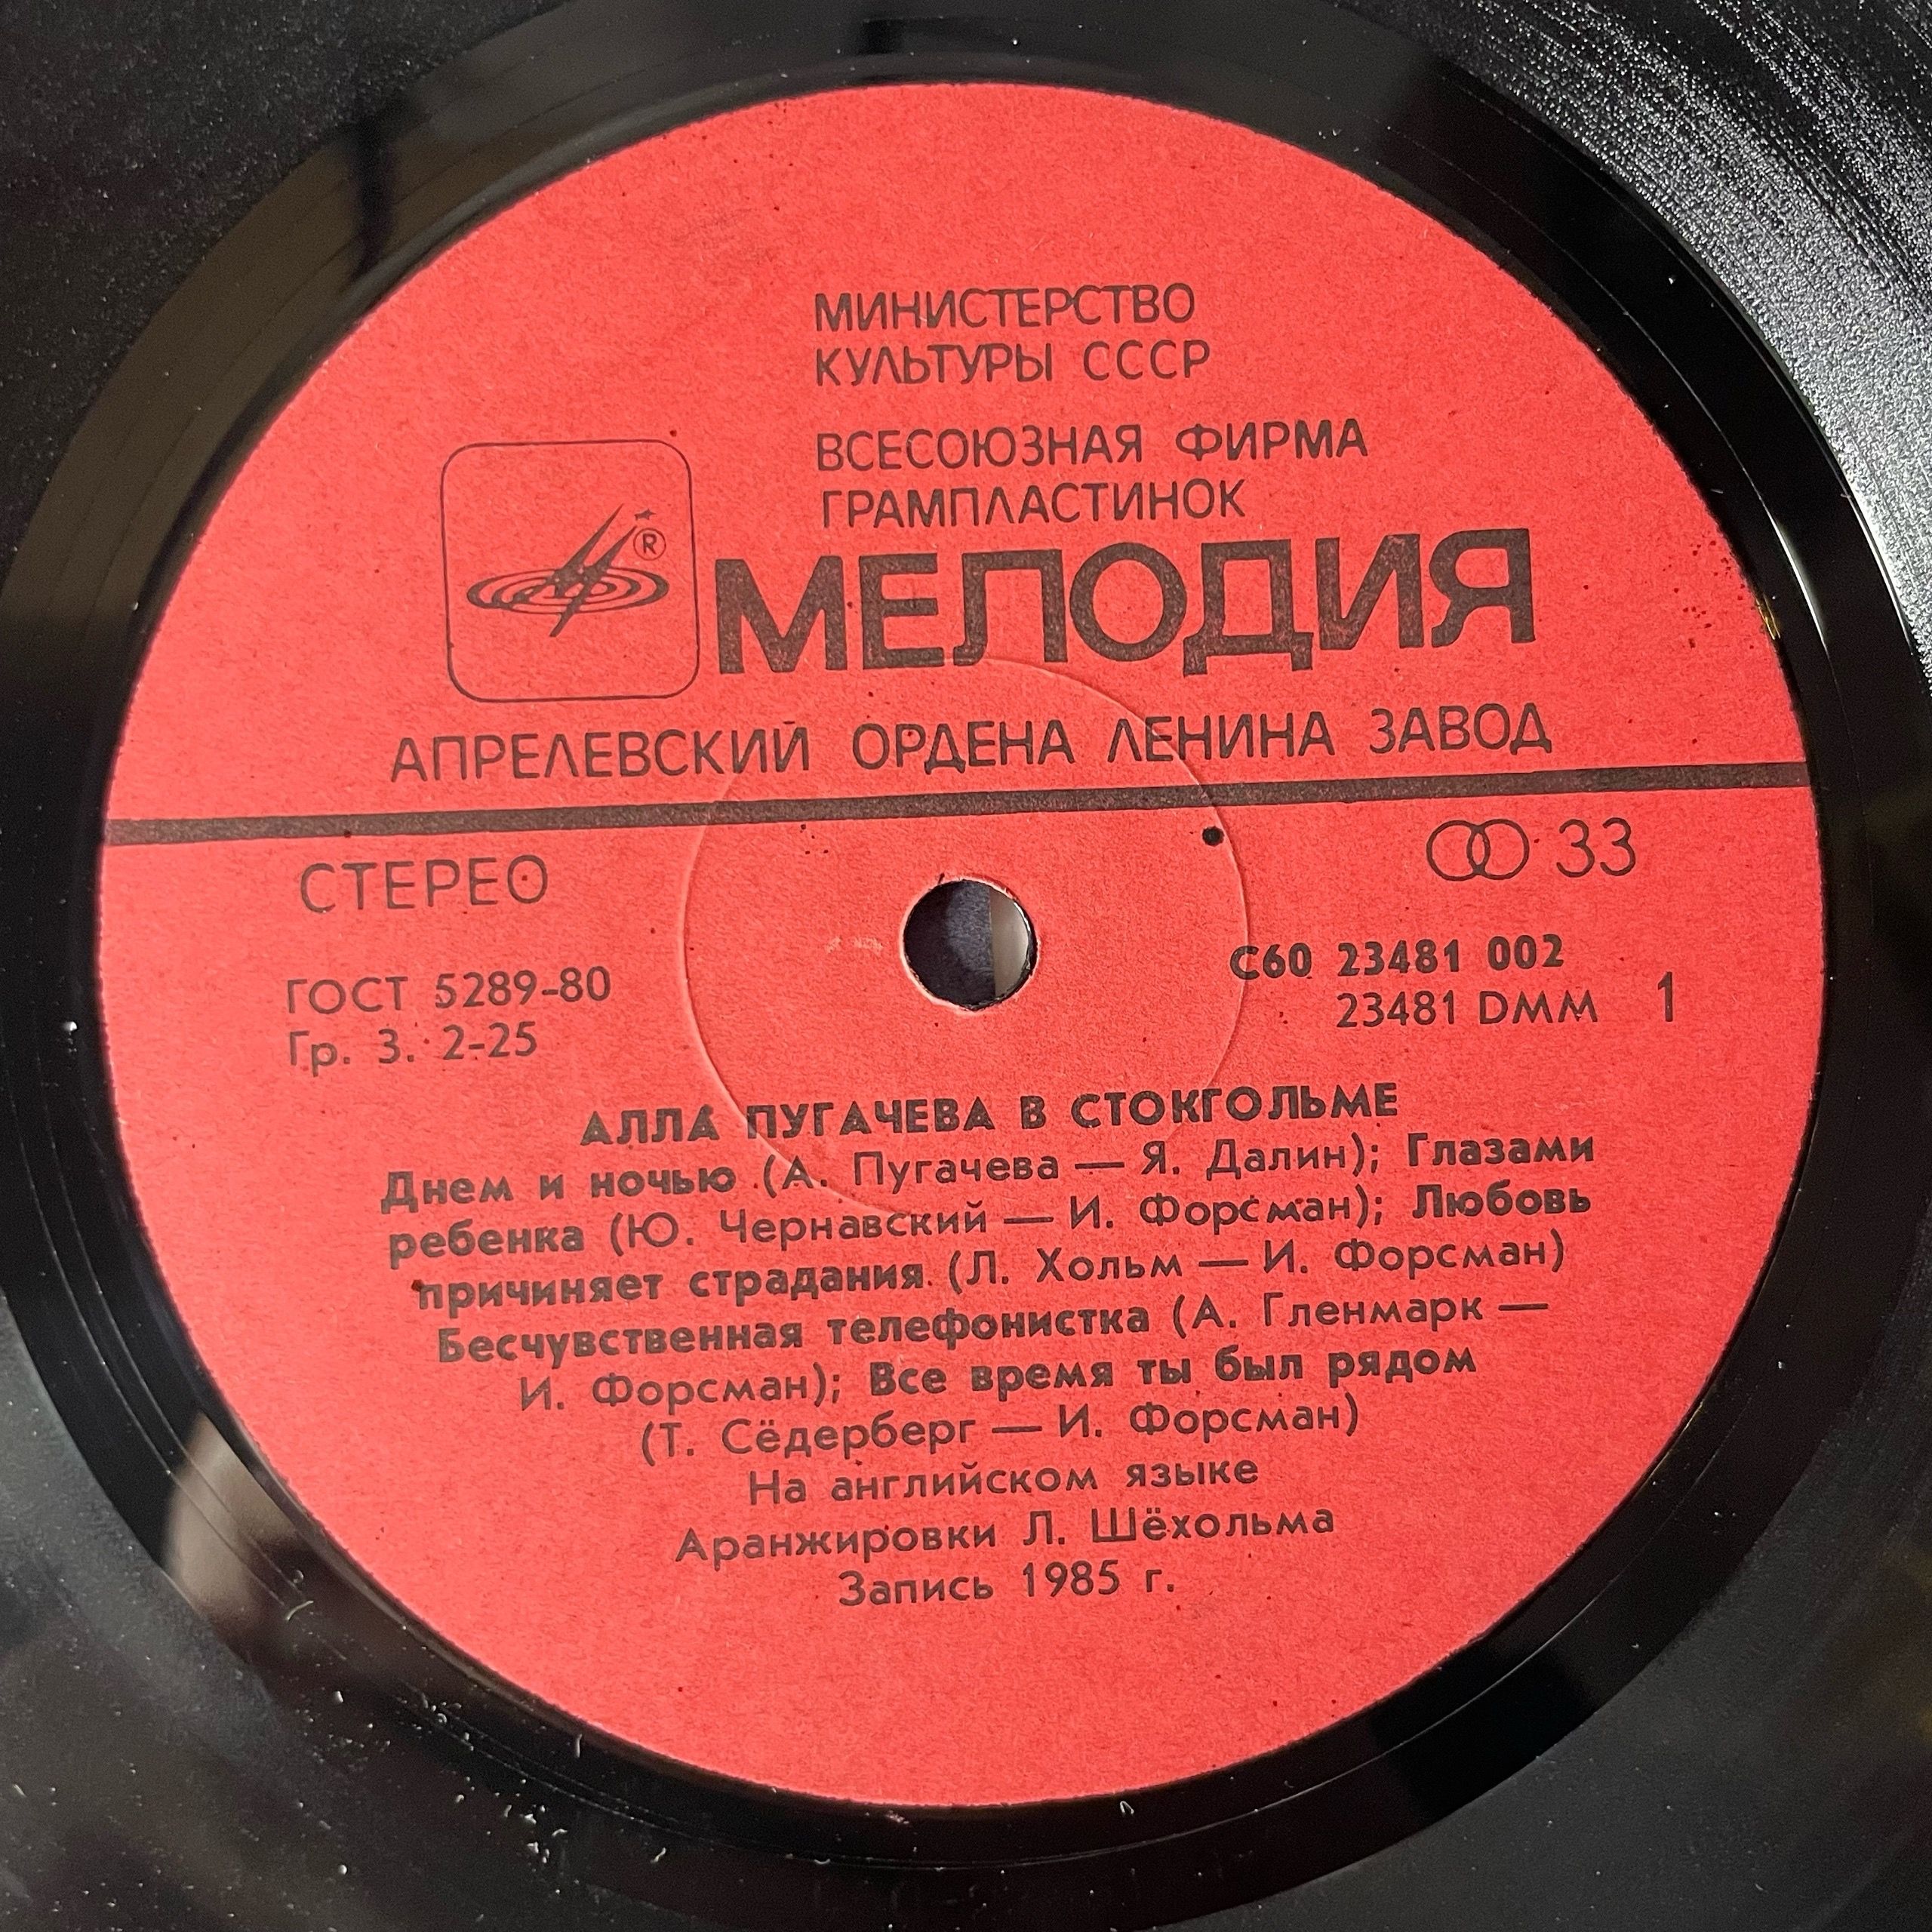 МИНИСТЕРСТВО
КУЛЬТУРЫ СССР
ВСЕСОЮЗНАЯ ФИРМА
ГРАМПЛАСТИНОК
®
МЕЛОДИЯ
АПРЕЛЕВСКИЙ ОРДЕНА ЛЕНИНА ЗАВОД
СТЕРЕО
33
ГОСТ 5289-80
Гр. 3. 2-25
С60 23481 002
23481 DMM 1
АЛЛА ПУГАЧЕВА В СТОКГОЛЬМЕ
Днем и ночью (А. Пугачева — Я. Далин); Глазами
ребенка (Ю. Чернавский — И. Форсман); Любовь
причиняет страдания (Л. Хольм — И. Форсман)
Бесчувственная телефонистка (А. Гленмарк —
И. Форсман); Все время ты был рядом
(Т. Сёдерберг — И. Форсман)
На английском языке
Аранжировки Л. Шёхольма
Запись 1985 г.